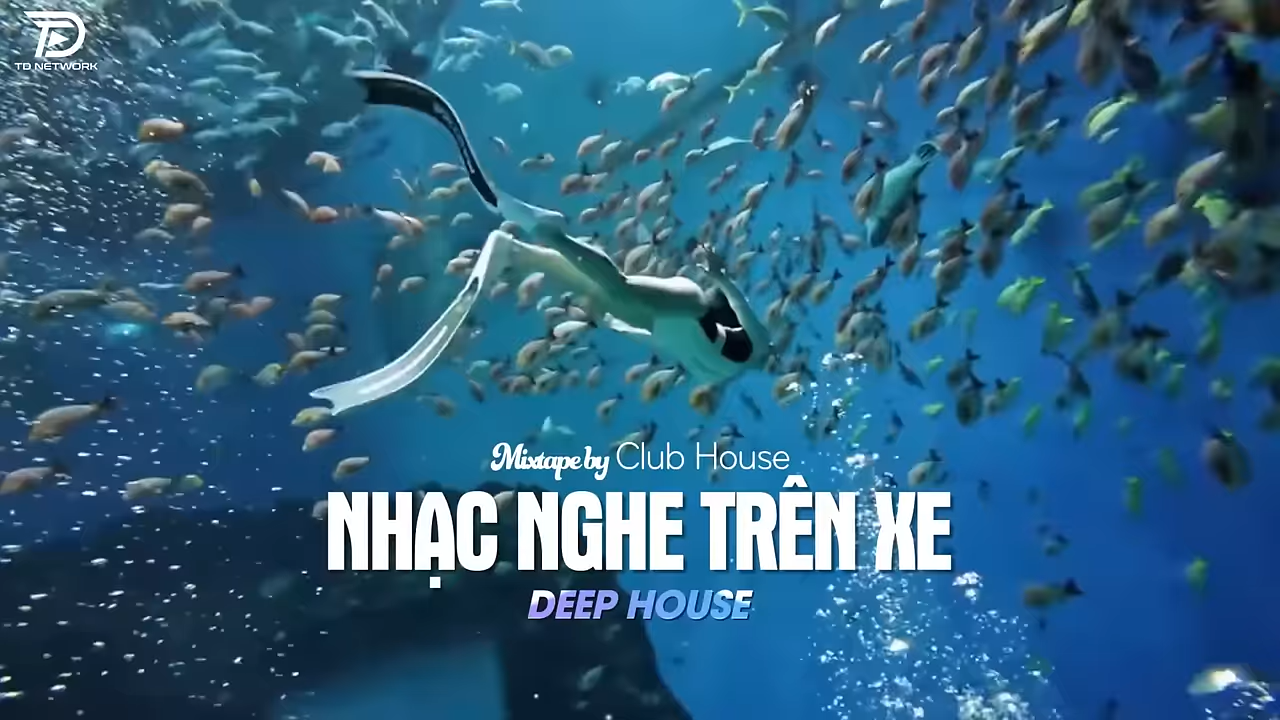 TD NETWORK
Mixtape by Club House
NHẠC NGHE TRÊN XE
DEEP HOUSE